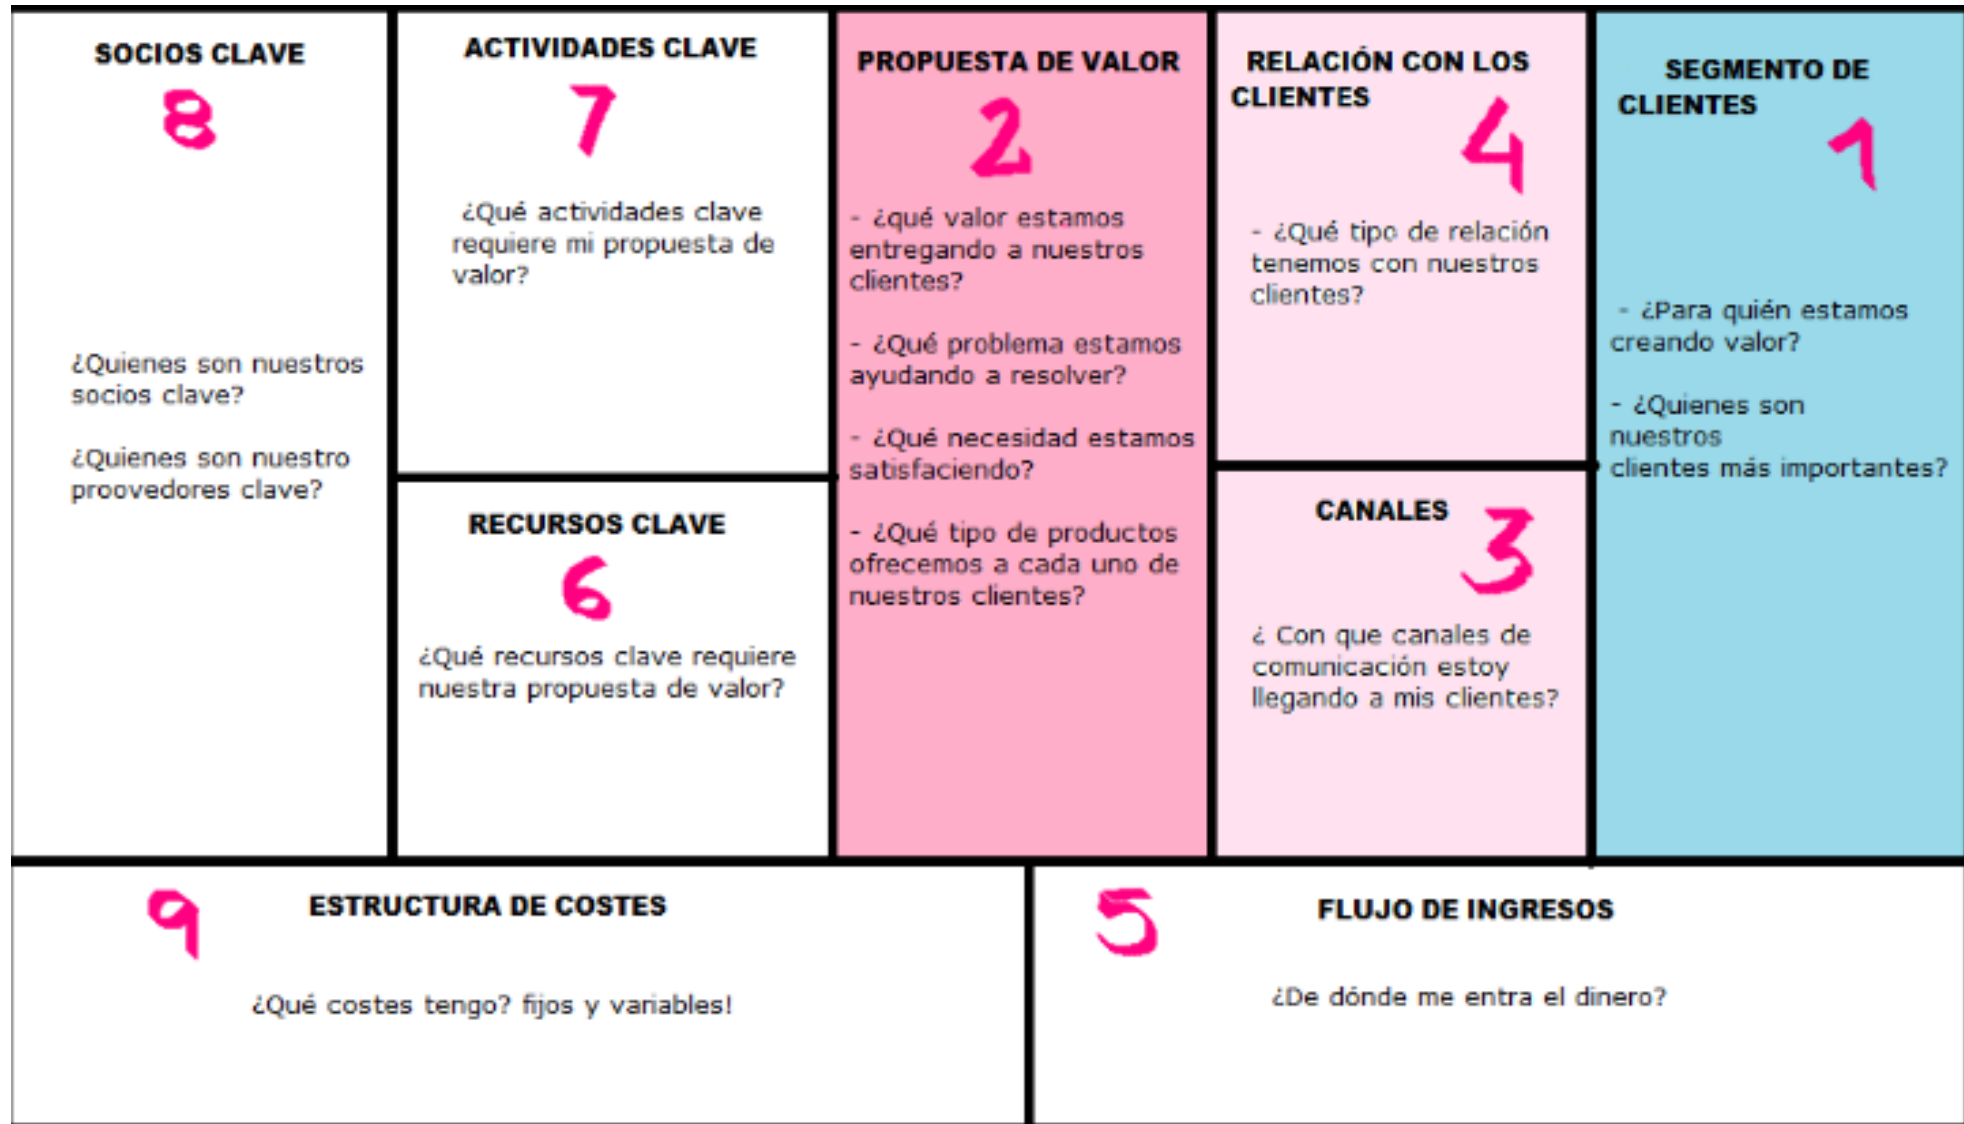 SOCIOS CLAVE
8
¿Quienes son nuestros
socios clave?
¿Quienes son nuestro
proovedores clave?
ACTIVIDADES CLAVE
7
¿Qué actividades clave
requiere mi propuesta de
valor?
RECURSOS CLAVE
6
¿Qué recursos clave requiere
nuestra propuesta de valor?
PROPUESTA DE VALOR
2
- ¿qué valor estamos
entregando a nuestros
clientes?
- ¿Qué problema estamos
ayudando a resolver?
- ¿Qué necesidad estamos
satisfaciendo?
- ¿Qué tipo de productos
ofrecemos a cada uno de
nuestros clientes?
RELACIÓN CON LOS
CLIENTES
4
- ¿Qué tipo de relación
tenemos con nuestros
clientes?
CANALES
3
¿ Con que canales de
comunicación estoy
llegando a mis clientes?
SEGMENTO DE
CLIENTES
1
- ¿Para quién estamos
creando valor?
- ¿Quienes son
nuestros
clientes más importantes?
9
ESTRUCTURA DE COSTES
¿Qué costes tengo? fijos y variables!
5
FLUJO DE INGRESOS
¿De dónde me entra el dinero?